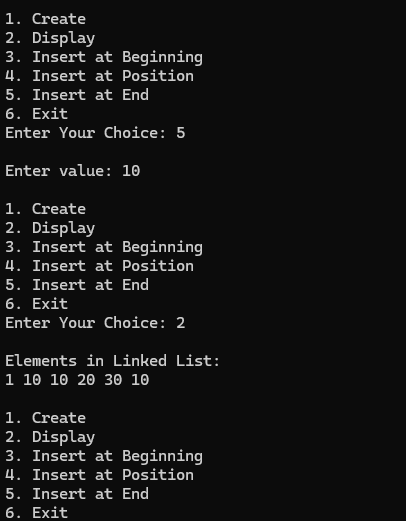 1. Create
2. Display
3. Insert at Beginning
4. Insert at Position
5. Insert at End
6. Exit
Enter Your Choice: 5
Enter value: 10
1. Create
2. Display
3. Insert at Beginning
4. Insert at Position
5. Insert at End
6. Exit
Enter Your Choice: 2
Elements in Linked List:
1 10 10 20 30 10
1. Create
2. Display
3. Insert at Beginning
4. Insert at Position
5. Insert at End
6. Exit